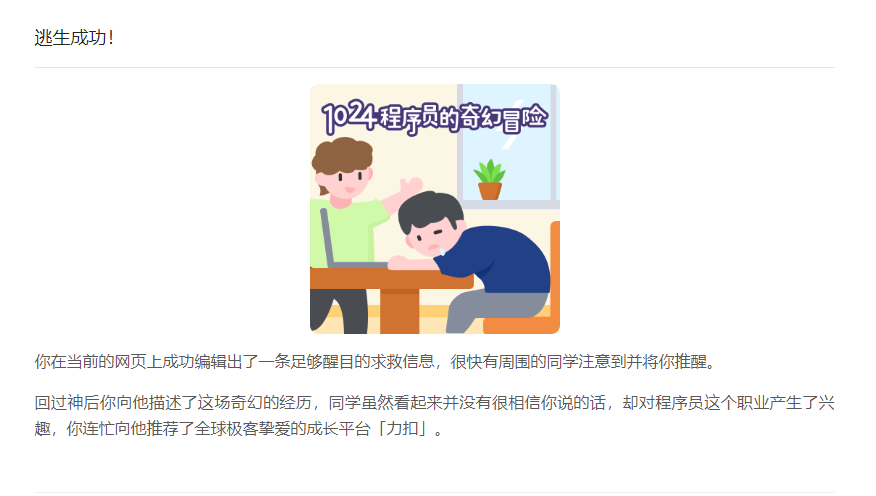 逃生成功！
1024程序员的奇幻冒险
你在当前的网页上成功编辑出了一条足够醒目的求救信息，很快有周围的同学注意到并将你推醒。
回过神后你向他描述了这场奇幻的经历，同学虽然看起来并没有很相信你说的话，却对程序员这个职业产生了兴
趣，你连忙向他推荐了全球极客挚爱的成长平台「力扣」。